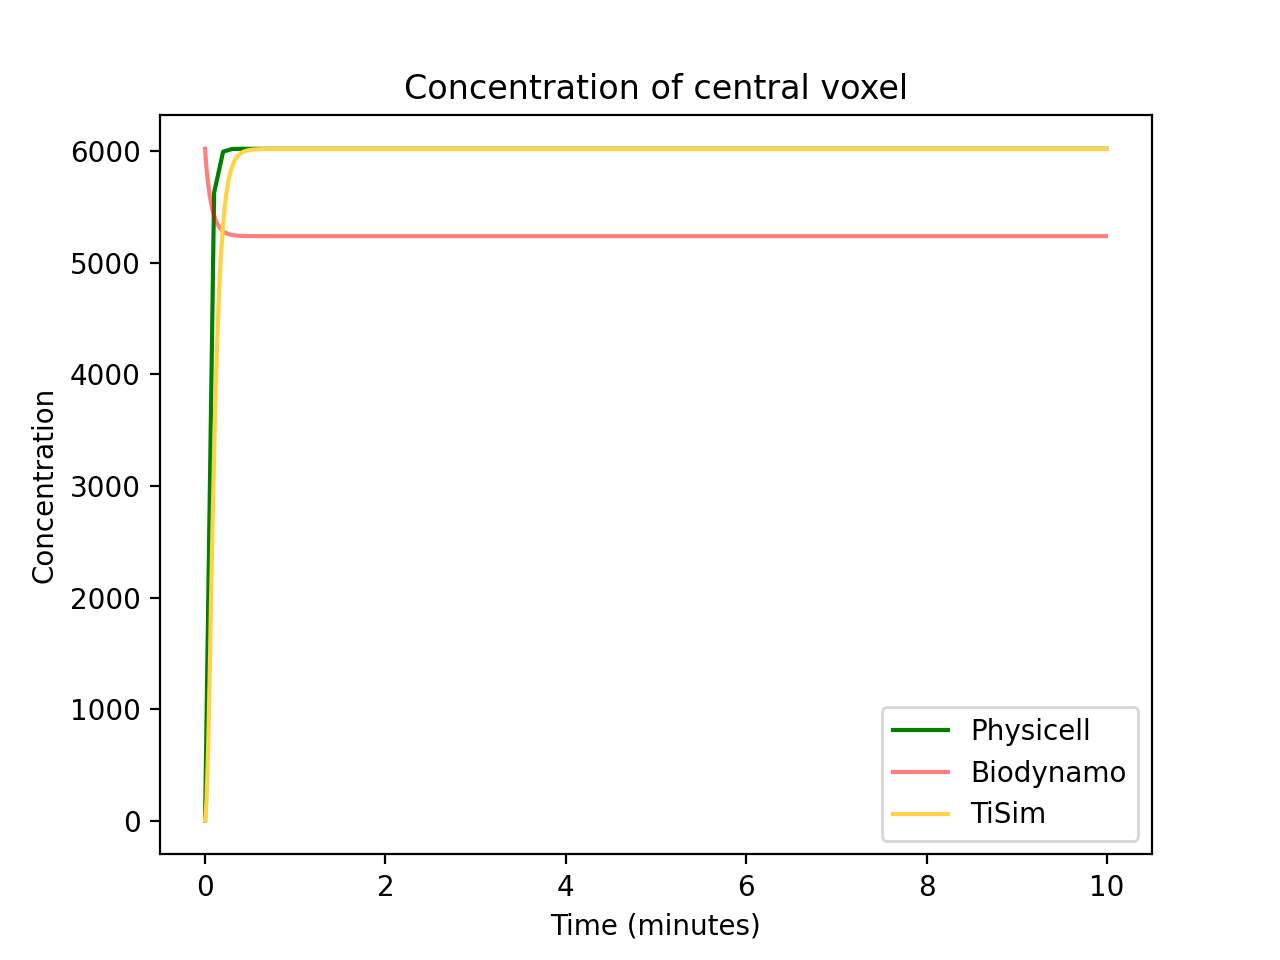 Concentration of central voxel
6000
5000
4000
3000
2000
1000
0
Concentration
0 2 4 6 8 10
Time (minutes)
Physicell
Biodynamo
TiSim